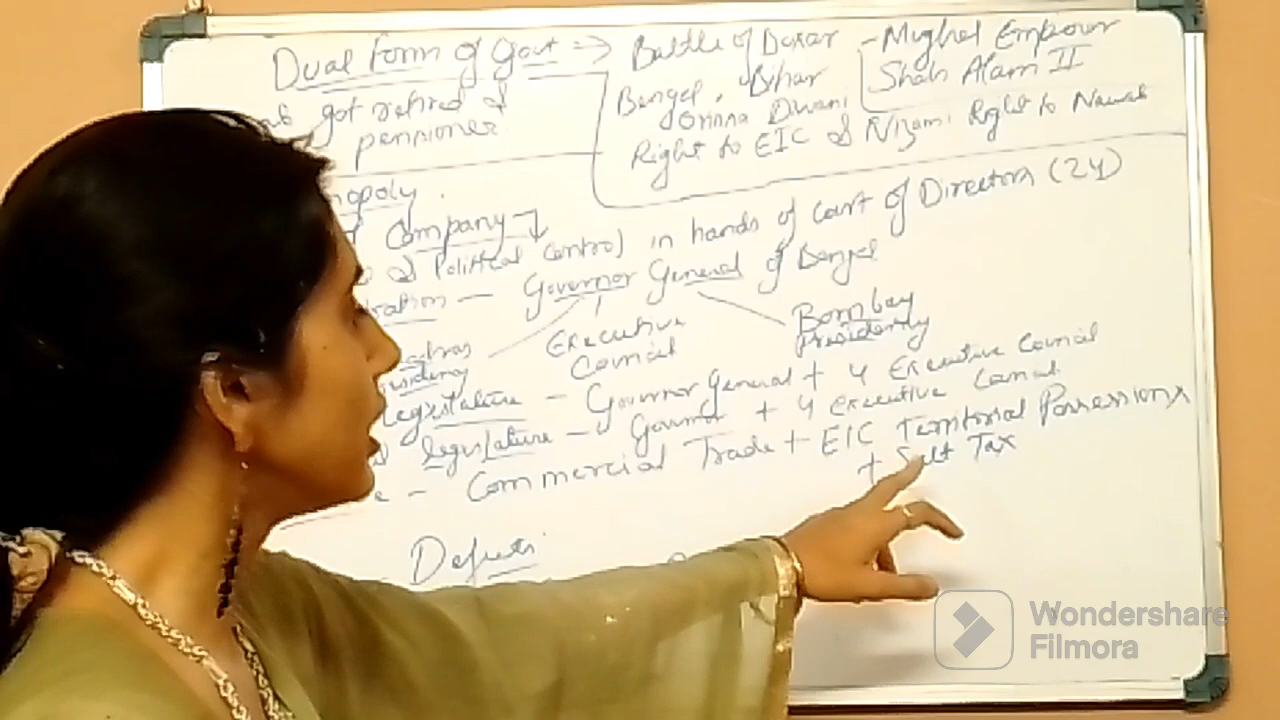 Dual Form of Govt => Battle of Buxar - Mughal Emperor
Shah Alam II
Bengal, Bihar
Orissa Diwani
Right to EIC & Nizami Right to Nawab
got retired &
pensioner
nopoly.
Company
& Political Control in hands of Court of Directors (24)
ration - Governor General of Bengal
Executive
Council
Bombay
Presidency
Legislature - Governor General + 4 Executive Council
legislature - Governor + 4 executive Council
e - Commercial Trade + EIC Territorial Possessions
+ Salt Tax
Defects
Wondershare
Filmora